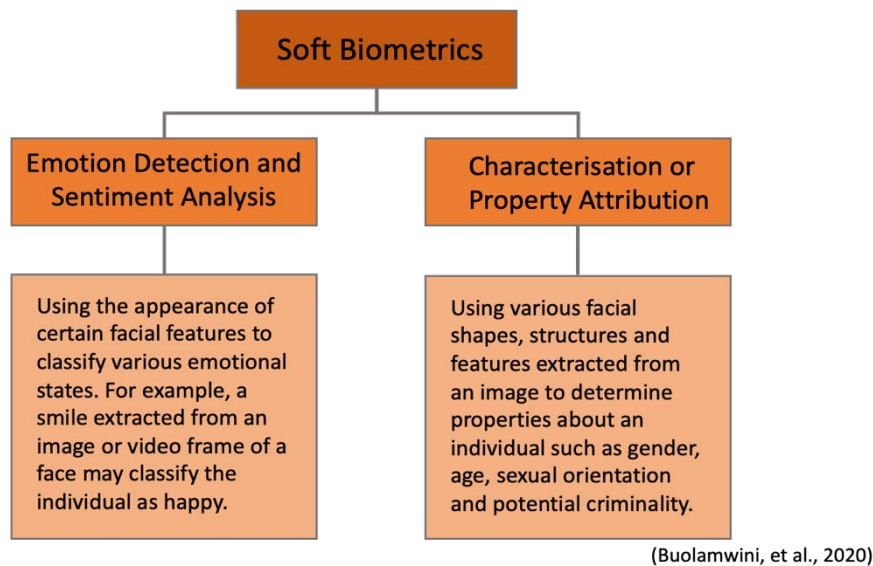 Soft Biometrics
Emotion Detection and
Sentiment Analysis
Characterisation or
Property Attribution
Using the appearance of
certain facial features to
classify various emotional
states. For example, a
smile extracted from an
image or video frame of a
face may classify the
individual as happy.
Using various facial
shapes, structures and
features extracted from
an image to determine
properties about an
individual such as gender,
age, sexual orientation
and potential criminality.
(Buolamwini, et al., 2020)